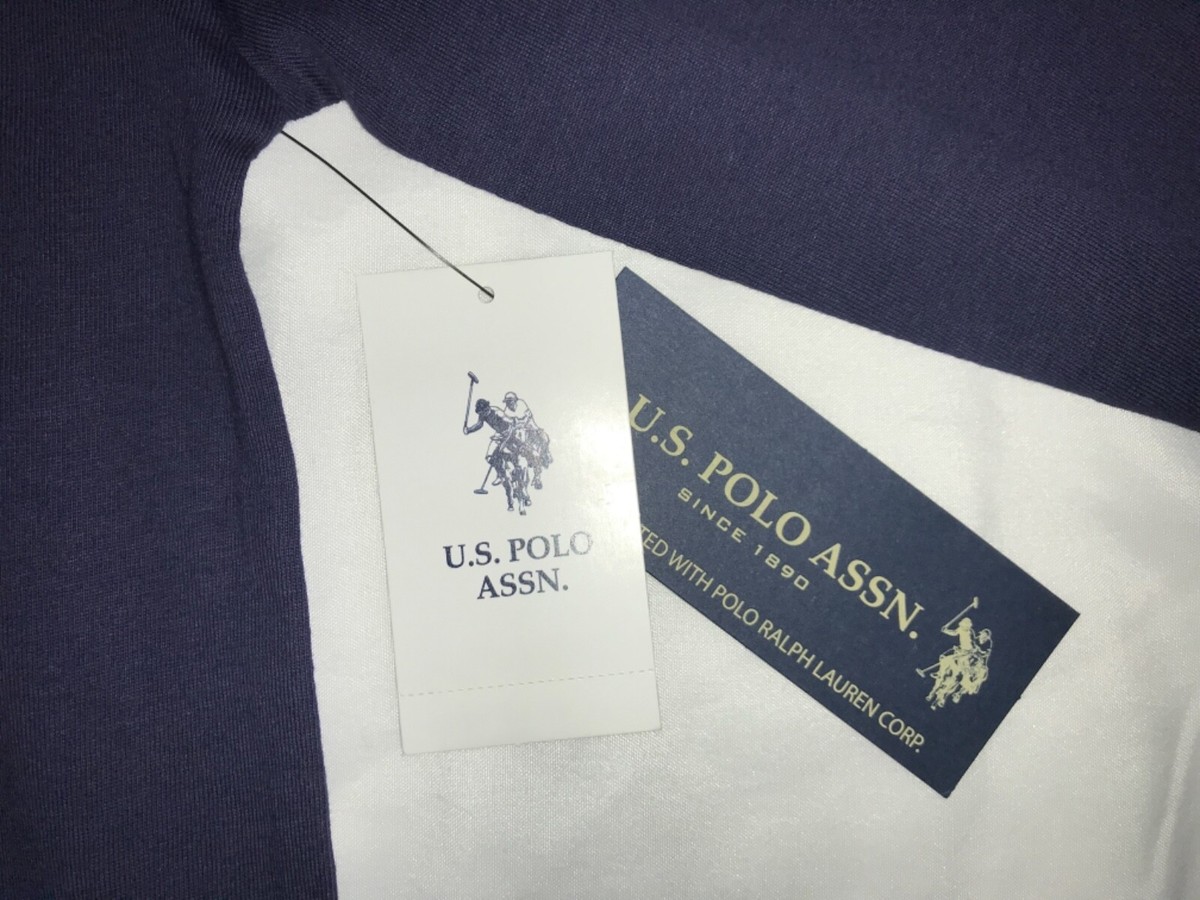 U.S. POLO
ASSN.
U.S. POLO ASSN.
SINCE 1890
TED WITH POLO RALPH LAUREN CORP.